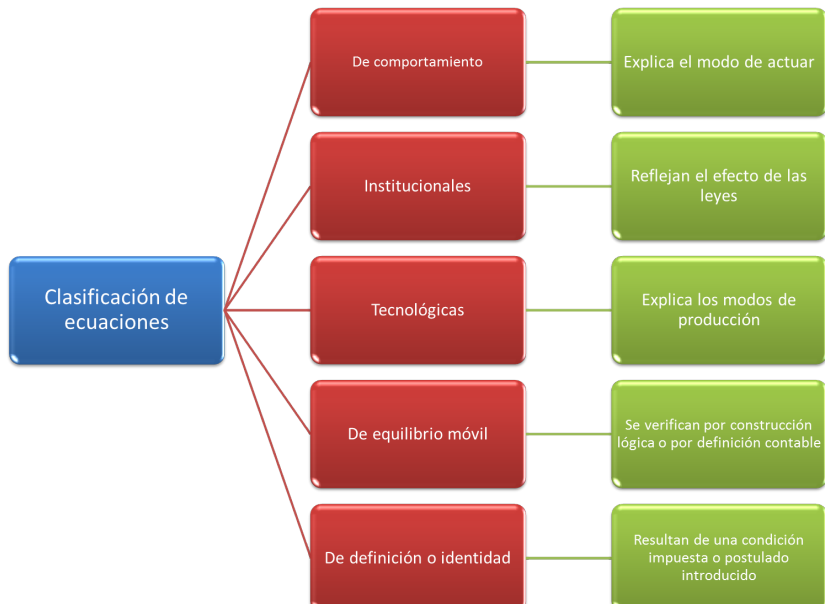 Clasificación de
ecuaciones
De comportamiento
Explica el modo de actuar
Institucionales
Reflejan el efecto de las
leyes
Tecnológicas
Explica los modos de
producción
De equilibrio móvil
Se verifican por construcción
lógica o por definición contable
De definición o identidad
Resultan de una condición
impuesta o postulado
introducido